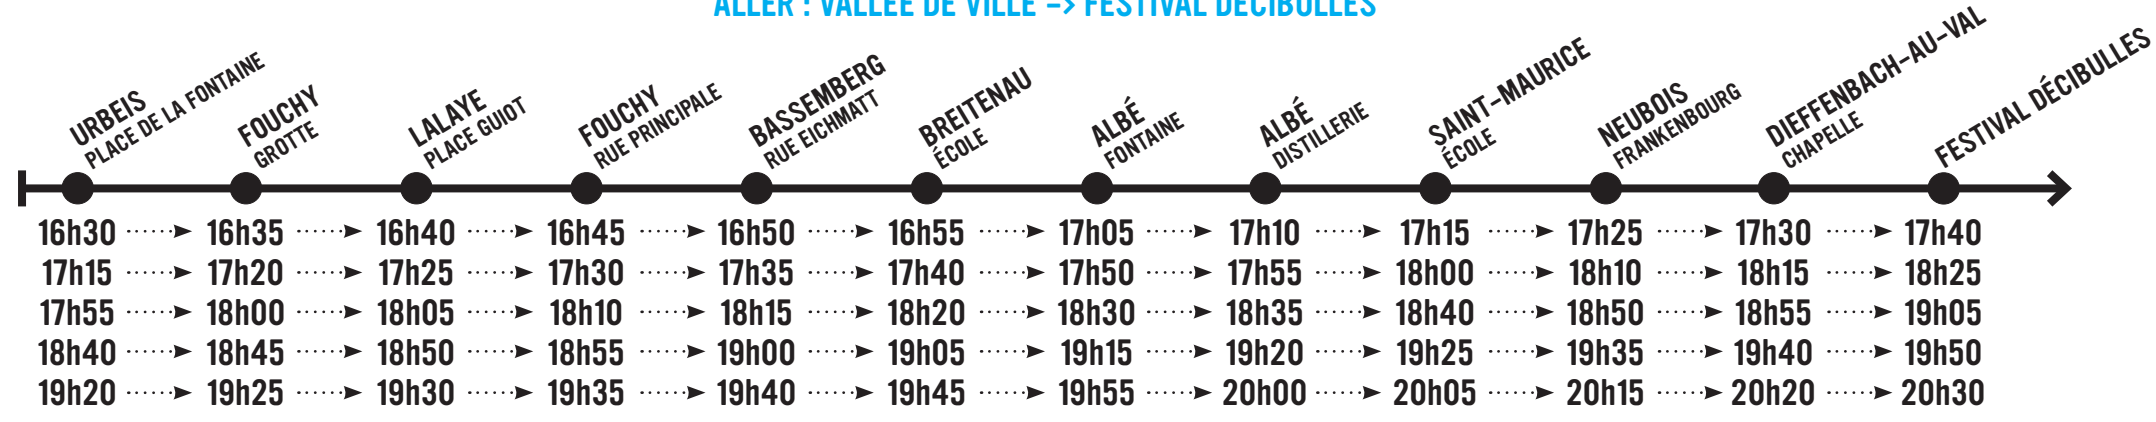 ALLER : VALLÉE DE VILLÉ -> FESTIVAL DÉCIBULLES
URBEIS
PLACE DE LA FONTAINE
FOUCHY
GROTTE
LALAYE
PLACE GUIOT
FOUCHY
RUE PRINCIPALE
BASSEMBERG
RUE EICHMATT
BREITENAU
ÉCOLE
ALBÉ
FONTAINE
ALBÉ
DISTILLERIE
SAINT-MAURICE
ÉCOLE
NEUBOIS
FRANKENBOURG
DIEFFENBACH-AU-VAL
CHAPELLE
FESTIVAL DÉCIBULLES
16h30 16h35 16h40 16h45 16h50 16h55 17h05 17h10 17h15 17h25 17h30 17h40
17h15 17h20 17h25 17h30 17h35 17h40 17h50 17h55 18h00 18h10 18h15 18h25
17h55 18h00 18h05 18h10 18h15 18h20 18h30 18h35 18h40 18h50 18h55 19h05
18h40 18h45 18h50 18h55 19h00 19h05 19h15 19h20 19h25 19h35 19h40 19h50
19h20 19h25 19h30 19h35 19h40 19h45 19h55 20h00 20h05 20h15 20h20 20h30